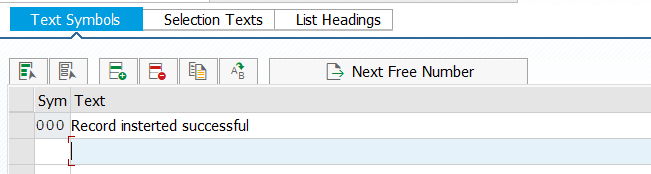 Text Symbols Selection Texts List Headings
Next Free Number
Sym Text
000 Record insterted successful